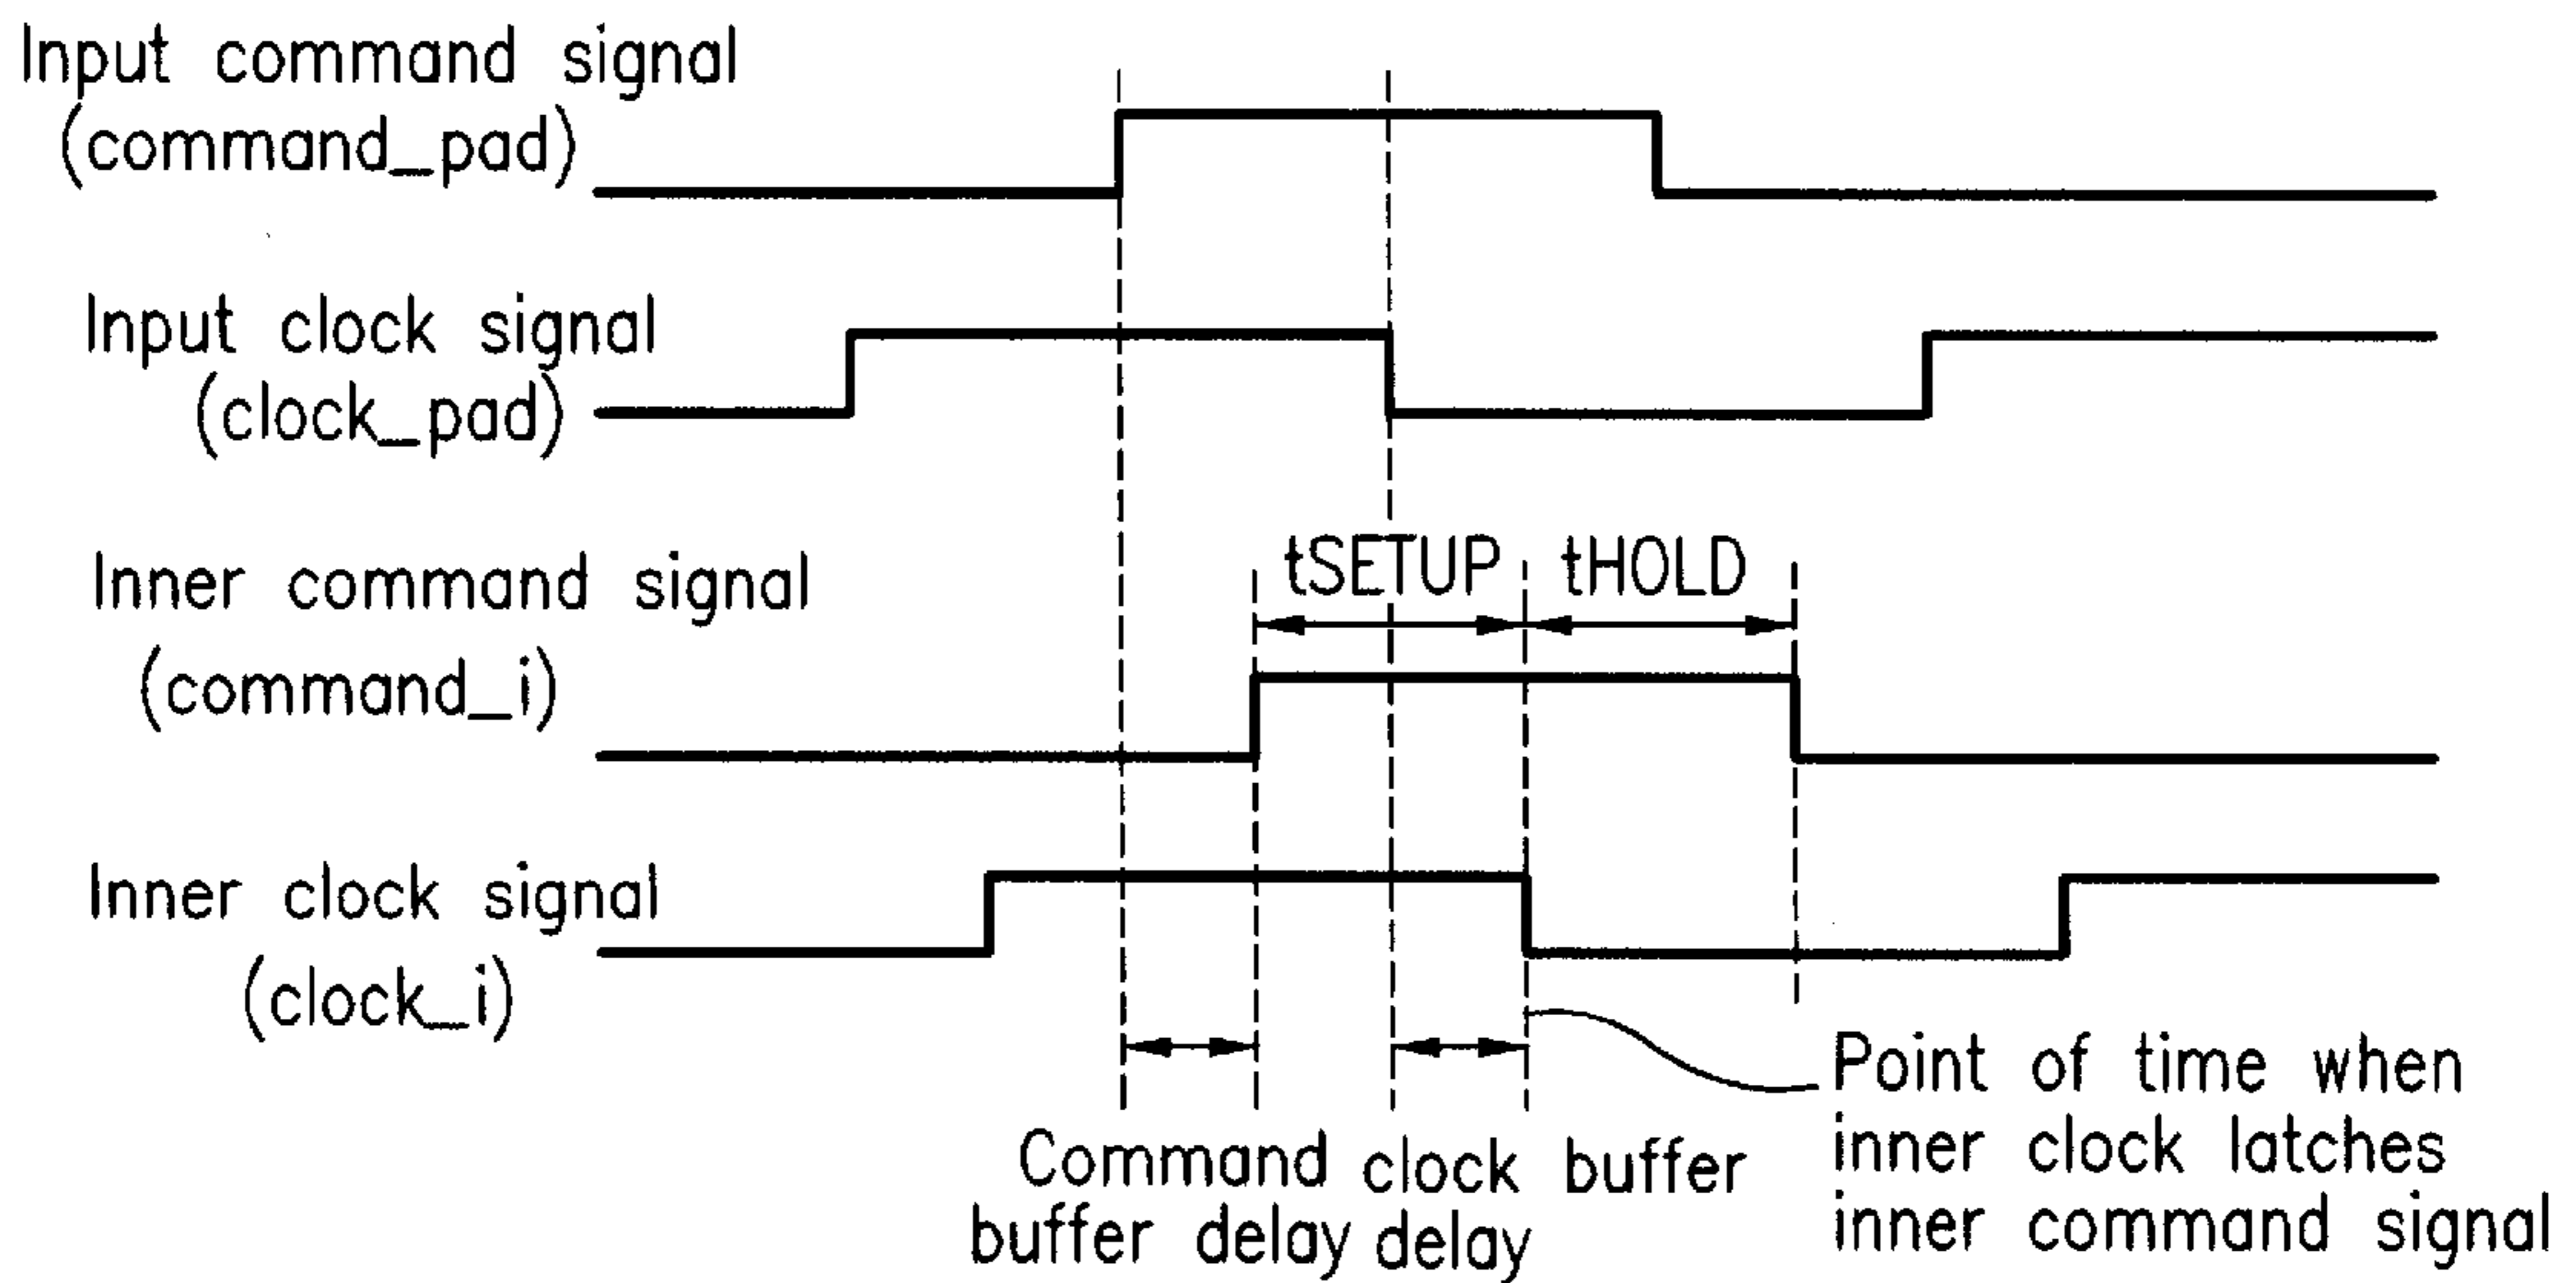 Input command signal
(command_pad)
Input clock signal
(clock_pad)
tSETUP tHOLD
Inner command signal
(command_i)
Inner clock signal
(clock_i)
Command
buffer delay
clock buffer
delay
Point of time when
inner clock latches
inner command signal